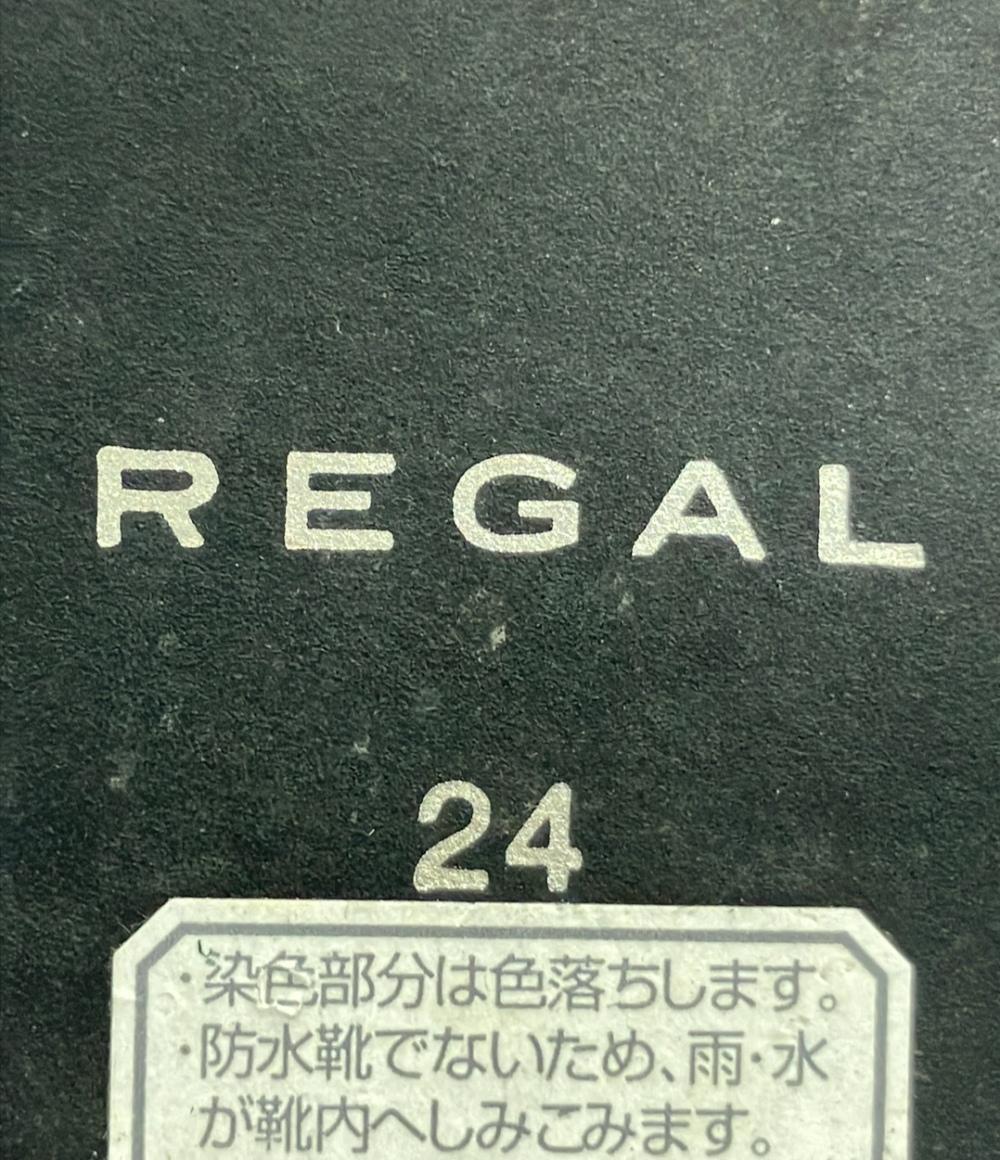 REGAL
24
・染色部分は色落ちします。
・防水靴でないため、雨・水
が靴内へしみこみます。